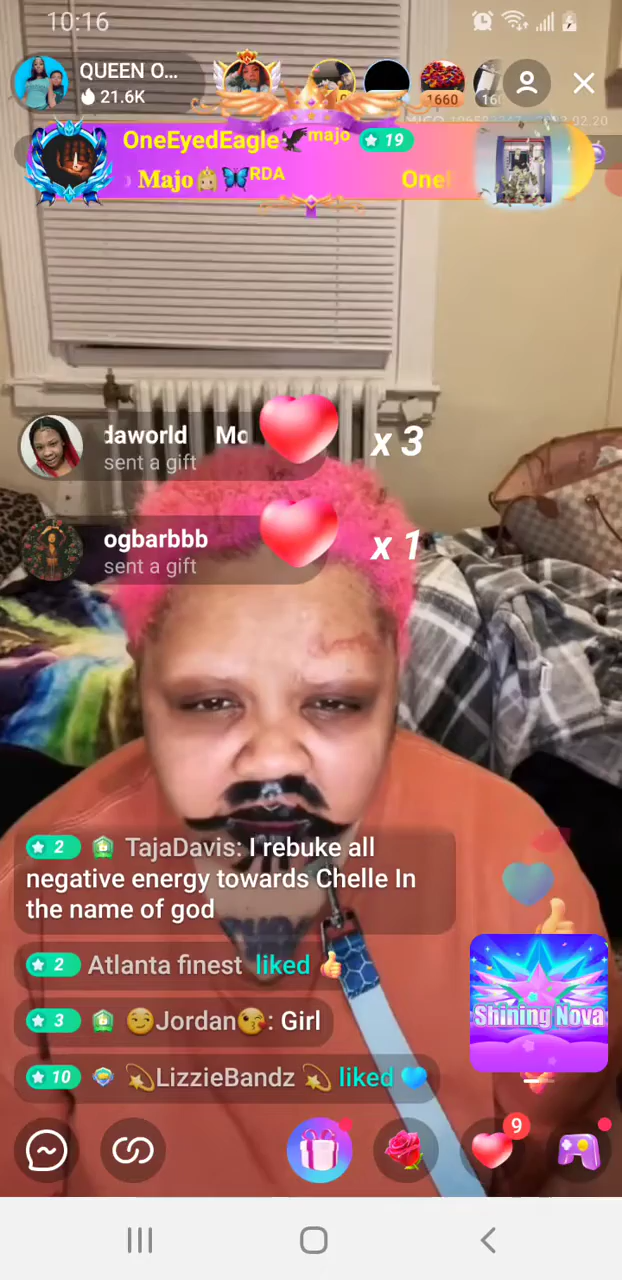 10:16
QUEEN O...
21.6K
1660
OneEyedEagle majo 19
Majo RDA
One
daworld Mo
sent a gift
x 3
ogbarbbb
sent a gift
x 1
2 TajaDavis: I rebuke all
negative energy towards Chelle In
the name of god
2 Atlanta finest liked
3 Jordan: Girl
10 LizzieBandz liked
Shining Nova
9